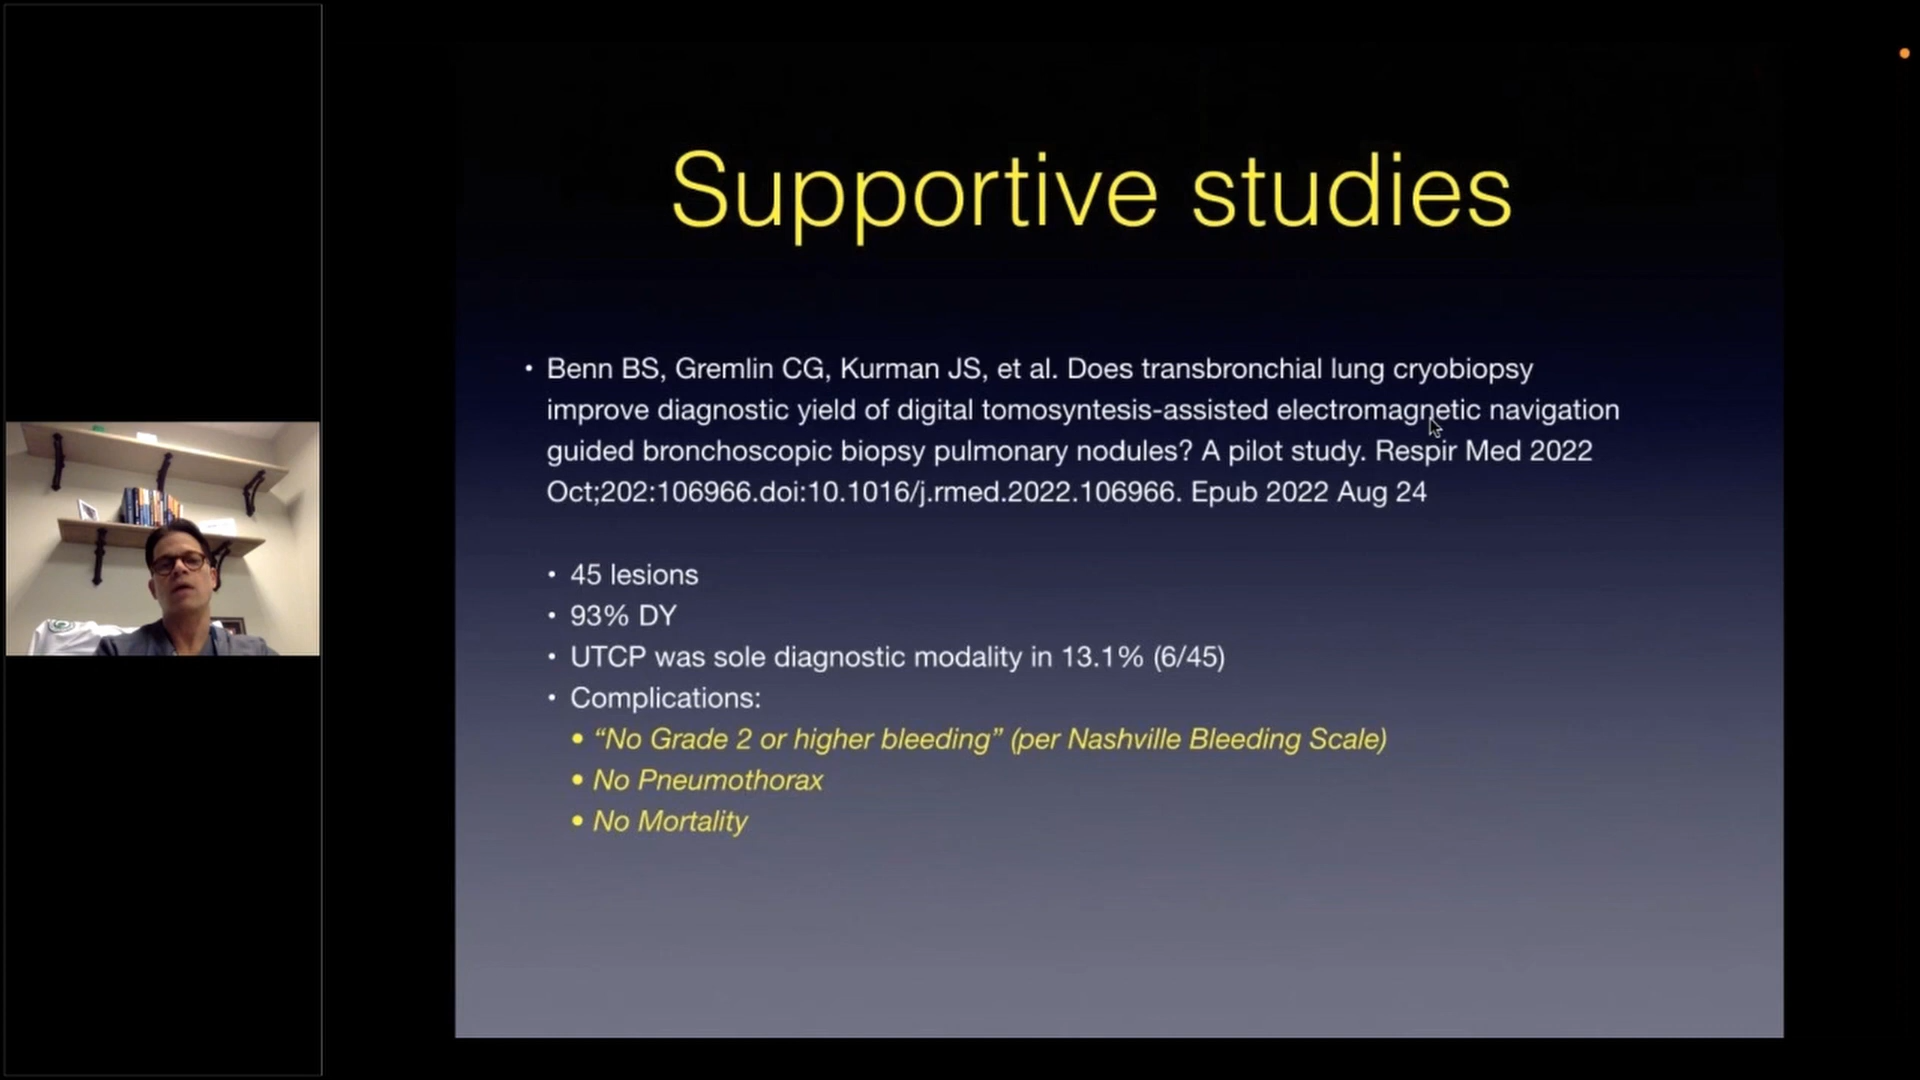 Supportive studies
• Benn BS, Gremlin CG, Kurman JS, et al. Does transbronchial lung cryobiopsy
improve diagnostic yield of digital tomosyntesis-assisted electromagnetic navigation
guided bronchoscopic biopsy pulmonary nodules? A pilot study. Respir Med 2022
Oct;202:106966.doi:10.1016/j.rmed.2022.106966. Epub 2022 Aug 24
• 45 lesions
• 93% DY
• UTCP was sole diagnostic modality in 13.1% (6/45)
• Complications:
• “No Grade 2 or higher bleeding” (per Nashville Bleeding Scale)
• No Pneumothorax
• No Mortality